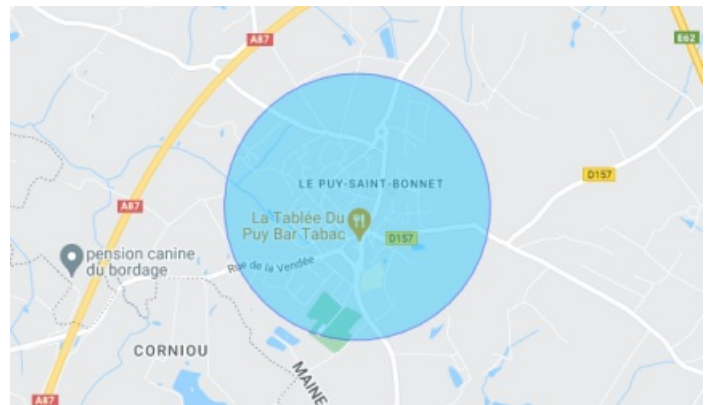 A87
E62
D157
LE PUY-SAINT-BONNET
A87
La Tablée Du
Puy Bar Tabac
D157
pension canine
du bordage
Rue de la Vendée
CORNIOU
MAINE
A87